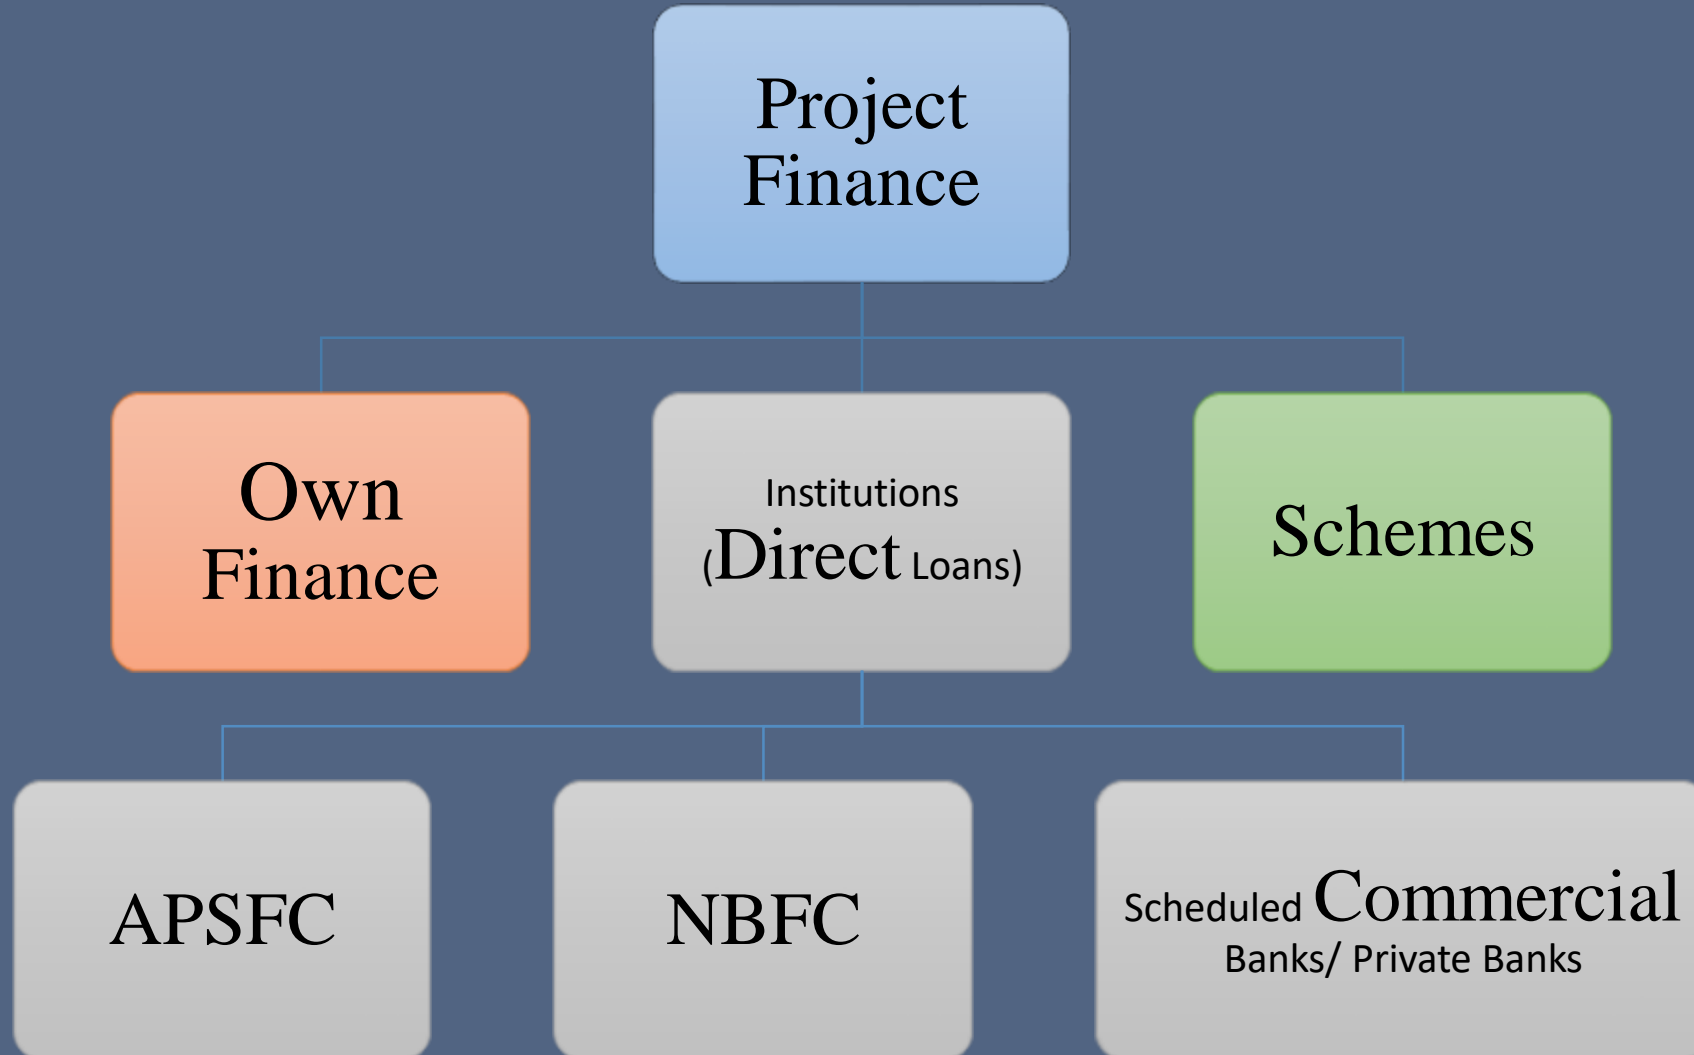 Project
Finance
Own
Finance
Institutions
(Direct Loans)
Schemes
APSFC
NBFC
Scheduled Commercial
Banks/ Private Banks